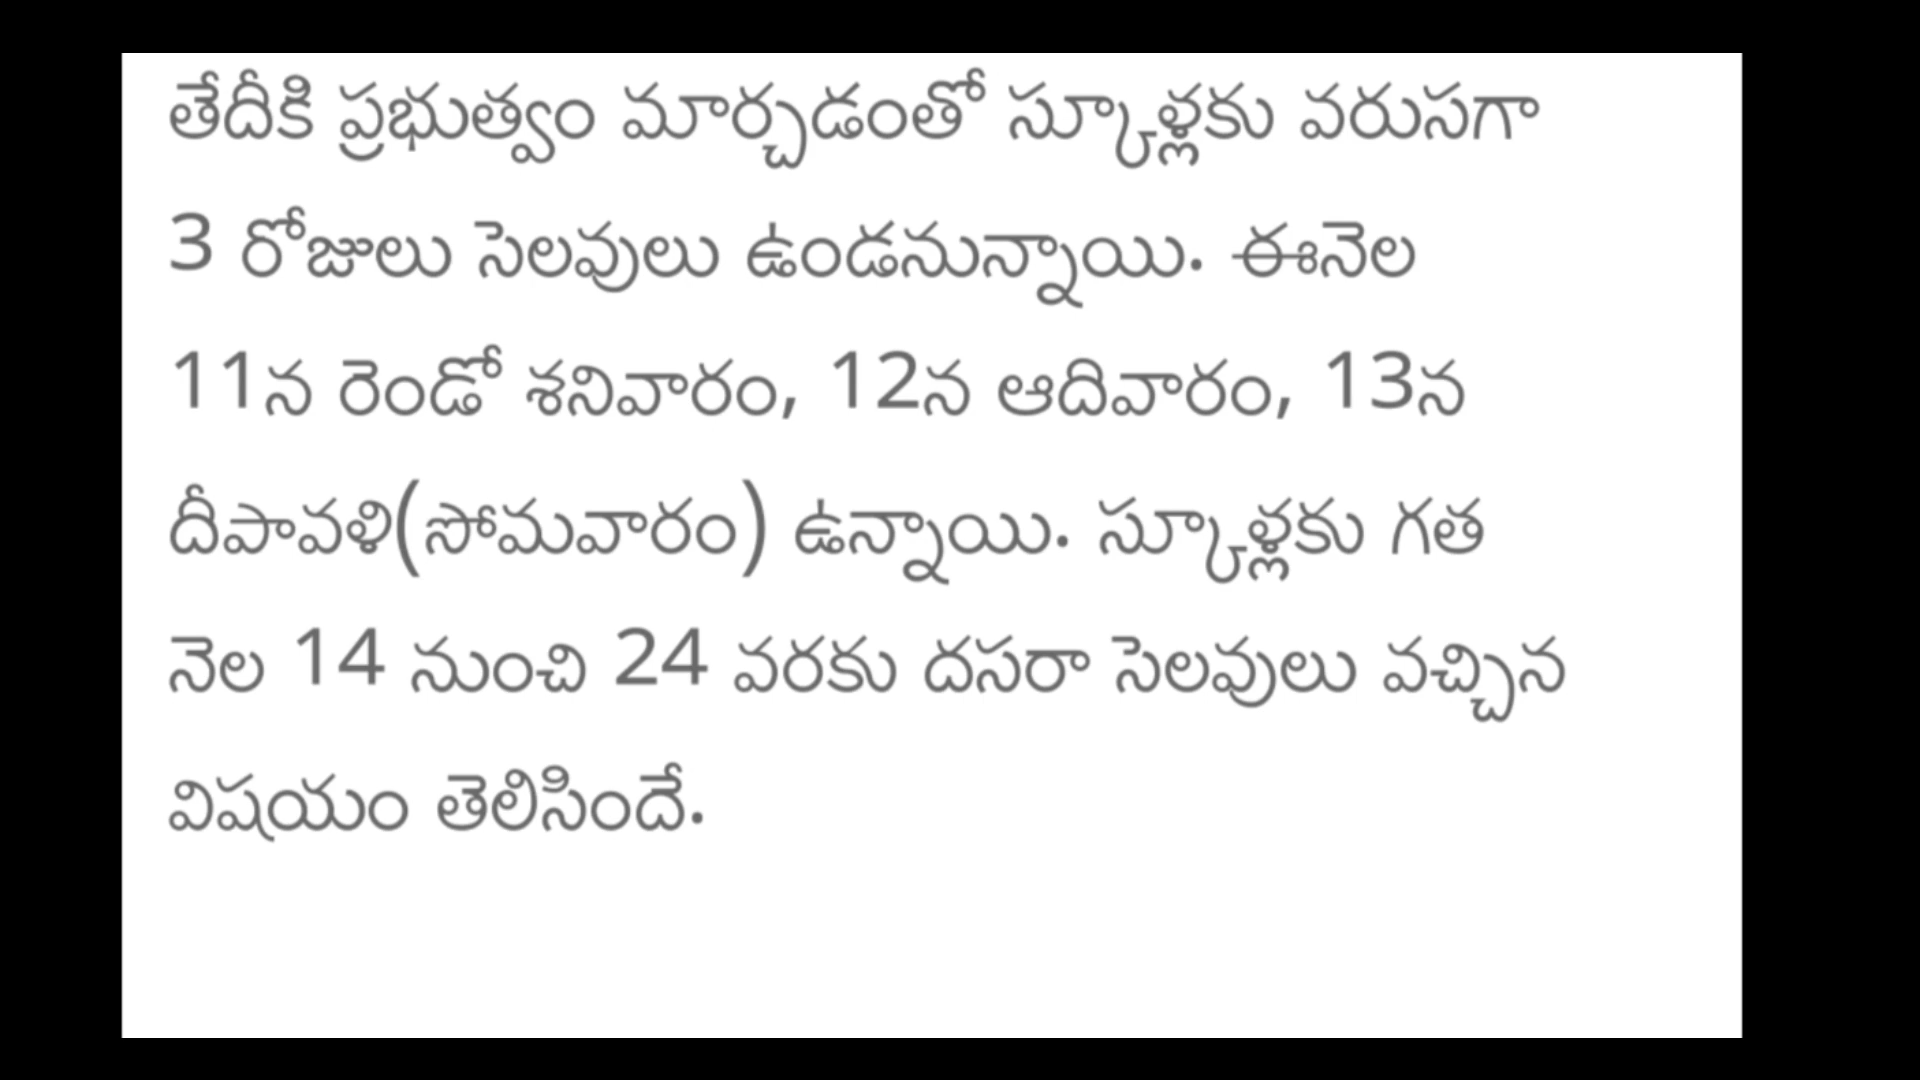 తేదీకి ప్రభుత్వం మార్చడంతో స్కూళ్లకు వరుసగా
3 రోజులు సెలవులు ఉండనున్నాయి. ఈనెల
11న రెండో శనివారం, 12న ఆదివారం, 13న
దీపావళి(సోమవారం) ఉన్నాయి. స్కూళ్లకు గత
నెల 14 నుంచి 24 వరకు దసరా సెలవులు వచ్చిన
విషయం తెలిసిందే.